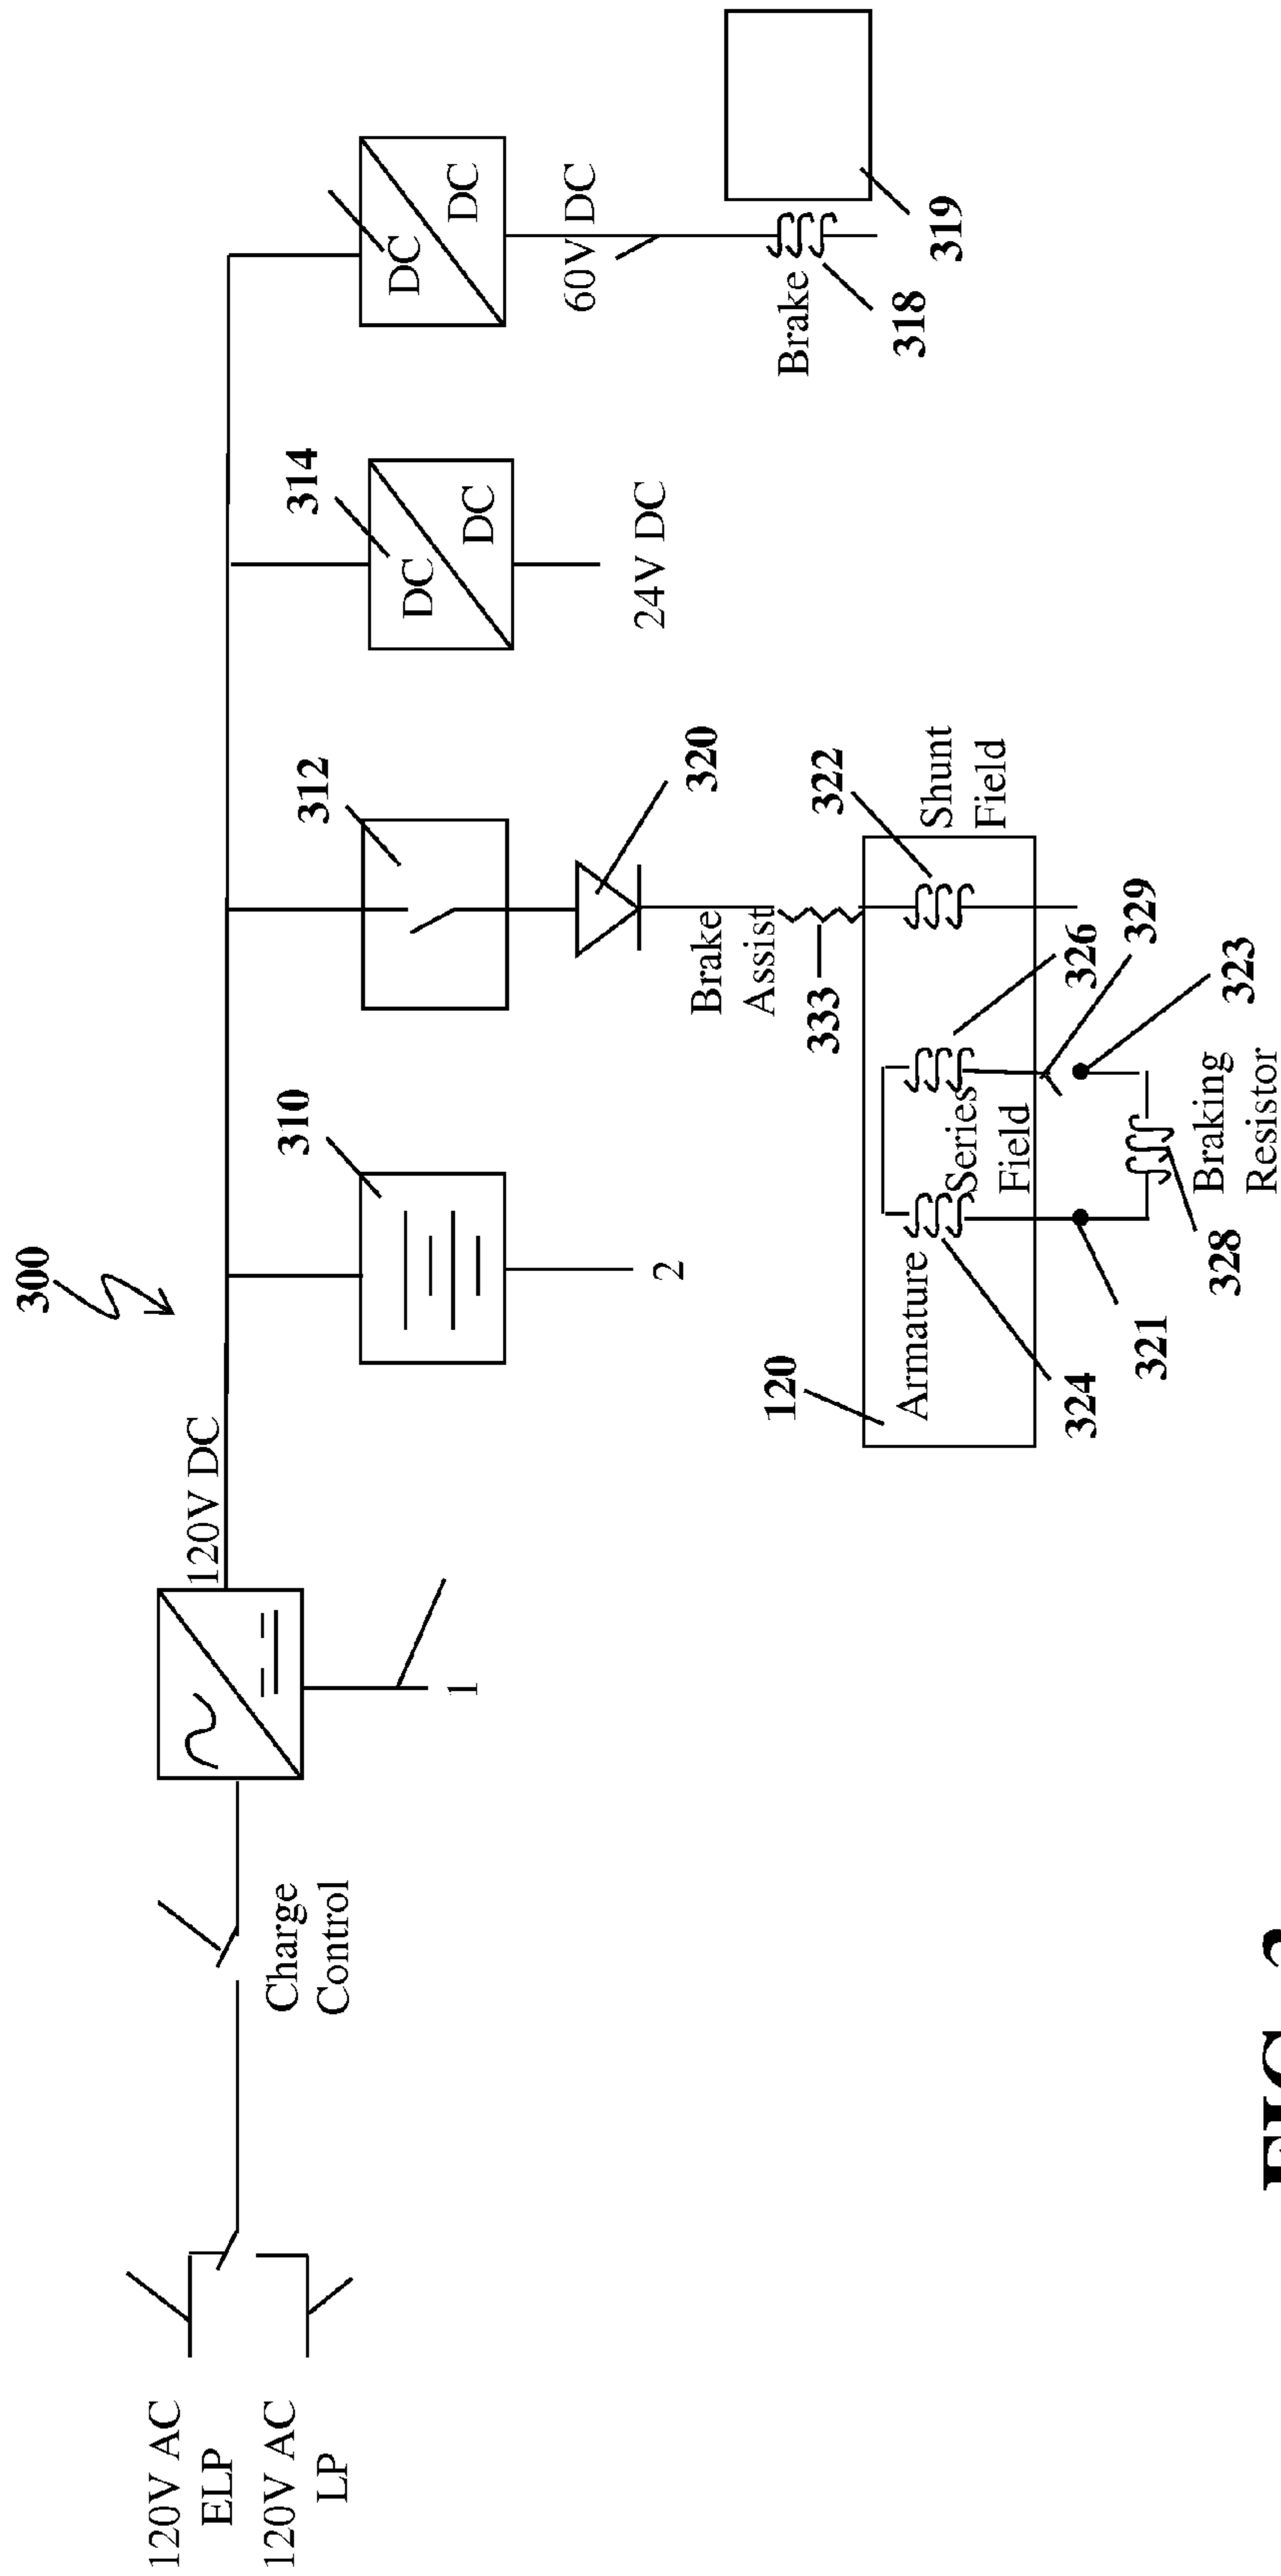 300
120V AC
ELP
120V AC
LP
Charge
Control
1
120V DC
310
2
312
320
Brake
Assist
333
314
DC
DC
24V DC
DC
DC
60V DC
Brake
318
319
120
Armature
324
Series
Field
326
322
Shunt
Field
329
323
321
328
Braking
Resistor